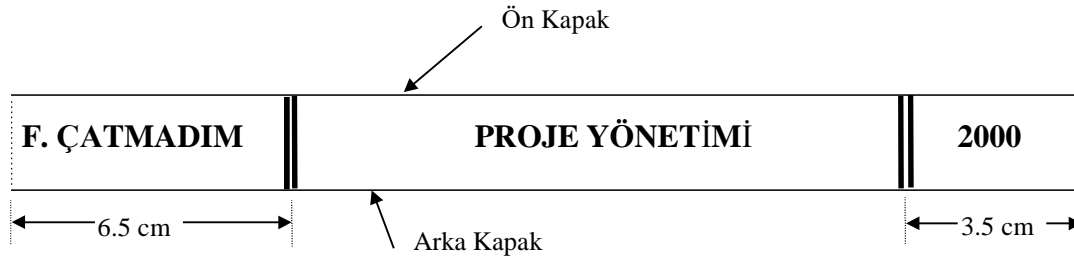 Ön Kapak
F. ÇATMADIM PROJE YÖNETİMİ 2000
6.5 cm 3.5 cm
Arka Kapak